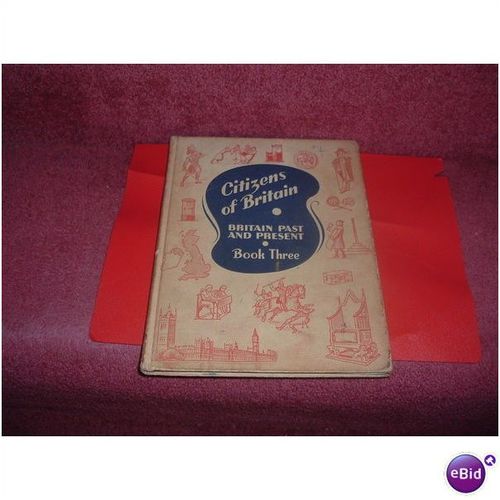 Citizens
of Britain
BRITAIN PAST
AND PRESENT
Book Three
eBid